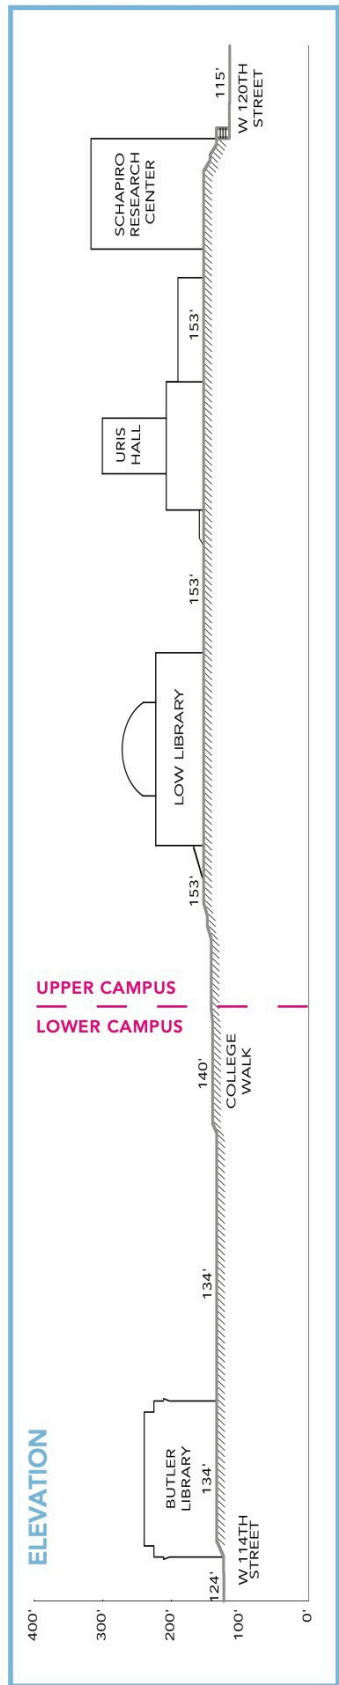 ELEVATION
400'
300'
200'
100'
0'
124'
W 114TH
STREET
BUTLER
LIBRARY
134'
134'
140'
COLLEGE
WALK
LOWER CAMPUS
UPPER CAMPUS
153'
LOW LIBRARY
153'
URIS
HALL
153'
SCHAPIRO
RESEARCH
CENTER
115'
W 120TH
STREET